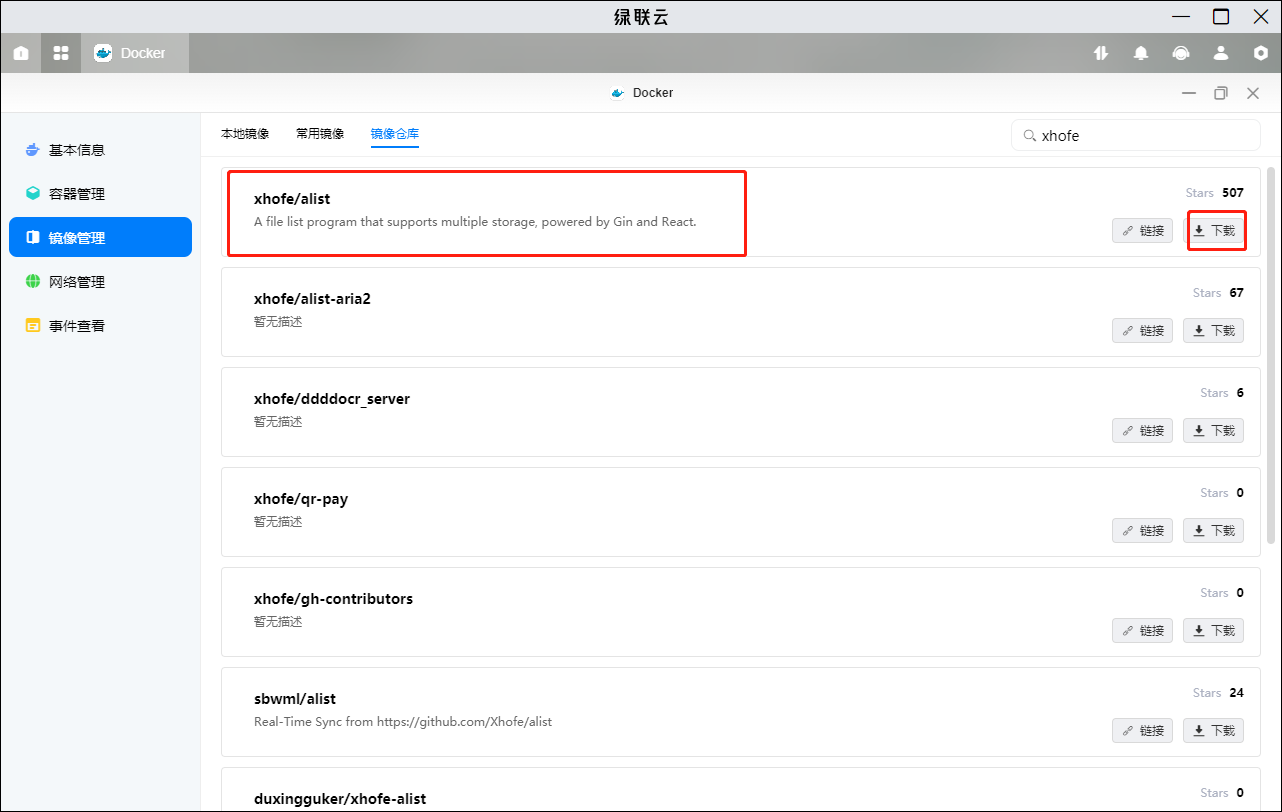 绿联云
Docker
Docker
基本信息
容器管理
镜像管理
网络管理
事件查看
本地镜像 常用镜像 镜像仓库
xhofe
xhofe/alist
Stars 507
A file list program that supports multiple storage, powered by Gin and React.
链接 下载
xhofe/alist-aria2
Stars 67
暂无描述
链接 下载
xhofe/ddddocr_server
Stars 6
暂无描述
链接 下载
xhofe/qr-pay
Stars 0
暂无描述
链接 下载
xhofe/gh-contributors
Stars 0
暂无描述
链接 下载
sbwml/alist
Stars 24
Real-Time Sync from https://github.com/Xhofe/alist
链接 下载
duxingguker/xhofe-alist
Stars 0